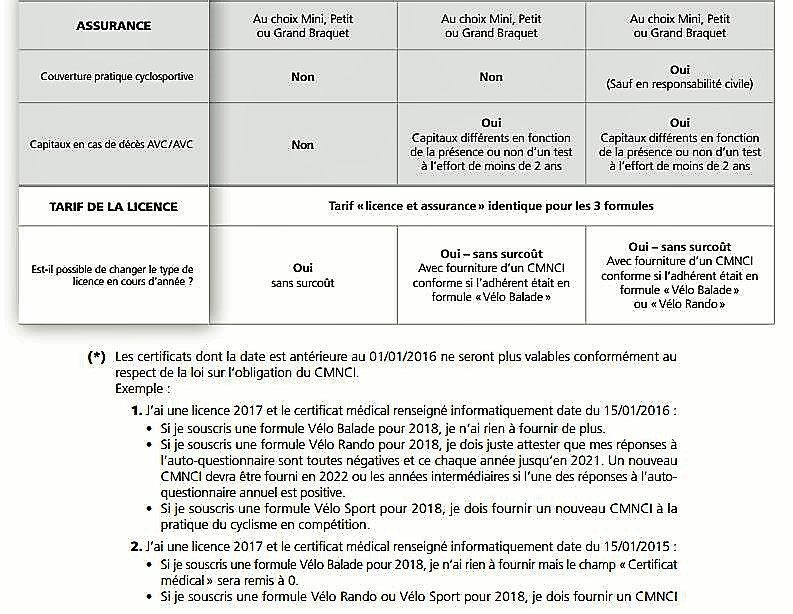 ASSURANCE
Au choix Mini, Petit
ou Grand Braquet
Au choix Mini, Petit
ou Grand Braquet
Au choix Mini, Petit
ou Grand Braquet
Couverture pratique cyclosportive
Non
Non
Oui
(Sauf en responsabilité civile)
Capitaux en cas de décès AVC/AVC
Non
Oui
Capitaux différents en fonction
de la présence ou non d'un test
à l'effort de moins de 2 ans
Oui
Capitaux différents en fonction
de la présence ou non d'un test
à l'effort de moins de 2 ans
TARIF DE LA LICENCE
Tarif « licence et assurance » identique pour les 3 formules
Est-il possible de changer le type de
licence en cours d'année ?
Oui
sans surcoût
Oui – sans surcoût
Avec fourniture d'un CMNCI
conforme si l'adhérent était en
formule « Vélo Balade »
Oui – sans surcoût
Avec fourniture d'un CMNCI
conforme si l'adhérent était en
formule « Vélo Balade »
ou « Vélo Rando »
(*) Les certificats dont la date est antérieure au 01/01/2016 ne seront plus valables conformément au
respect de la loi sur l'obligation du CMNCI.
Exemple :
1. J'ai une licence 2017 et le certificat médical renseigné informatiquement date du 15/01/2016 :
• Si je souscris une formule Vélo Balade pour 2018, je n'ai rien à fournir de plus.
• Si je souscris une formule Vélo Rando pour 2018, je dois juste attester que mes réponses à
l'auto-questionnaire sont toutes négatives et ce chaque année jusqu'en 2021. Un nouveau
CMNCI devra être fourni en 2022 ou les années intermédiaires si l'une des réponses à l'auto-
questionnaire annuel est positive.
• Si je souscris une formule Vélo Sport pour 2018, je dois fournir un nouveau CMNCI à la
pratique du cyclisme en compétition.
2. J'ai une licence 2017 et le certificat médical renseigné informatiquement date du 15/01/2015 :
• Si je souscris une formule Vélo Balade pour 2018, je n'ai rien à fournir mais le champ « Certificat
médical » sera remis à 0.
• Si je souscris une formule Vélo Rando ou Vélo Sport pour 2018, je dois fournir un CMNCI